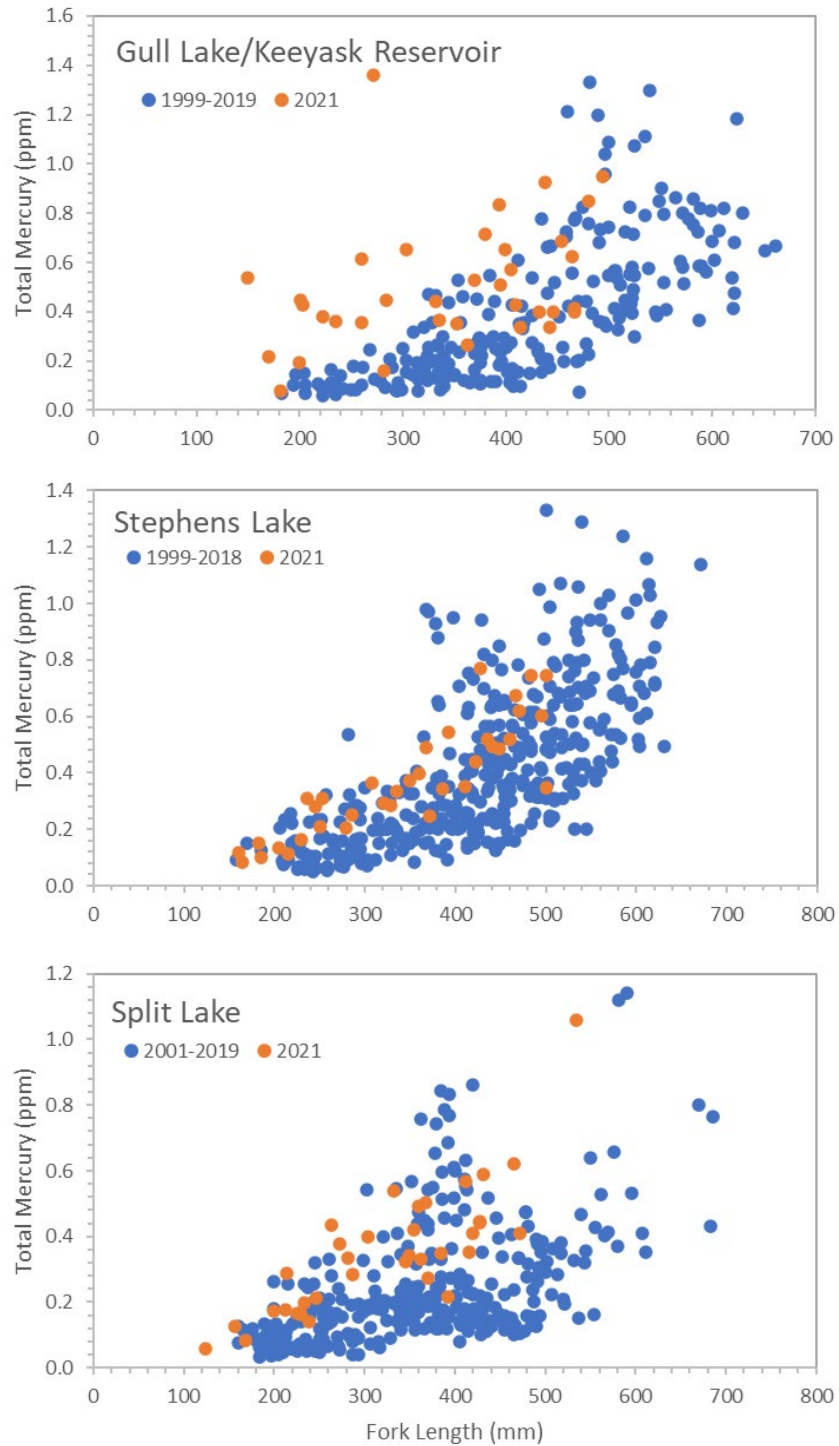 1.6
Gull Lake/Keeyask Reservoir
1.4
1999-2019 2021
1.2
1.0
Total Mercury (ppm)
0.8
0.6
0.4
0.2
0.0
0 100 200 300 400 500 600 700
1.4
Stephens Lake
1999-2018 2021
1.2
1.0
Total Mercury (ppm)
0.8
0.6
0.4
0.2
0.0
0 100 200 300 400 500 600 700 800
1.2
Split Lake
1.0
2001-2019 2021
0.8
Total Mercury (ppm)
0.6
0.4
0.2
0.0
0 100 200 300 400 500 600 700 800
Fork Length (mm)